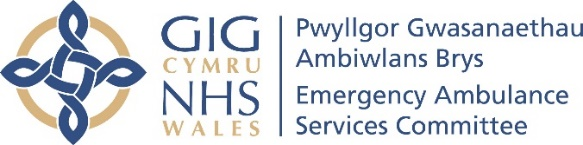 GIG
CYMRU
NHS
WALES
Pwyllgor Gwasanaethau
Ambiwlans Brys
Emergency Ambulance
Services Committee